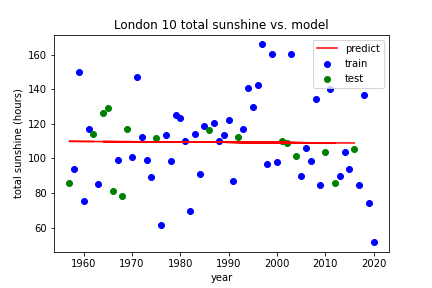 London 10 total sunshine vs. model
predict
train
test
160
140
120
100
80
60
total sunshine (hours)
1960 1970 1980 1990 2000 2010 2020
year